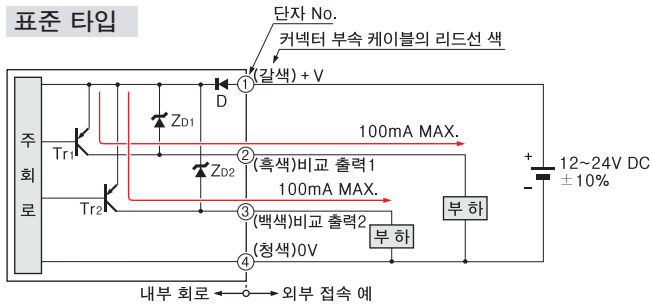 표준 타입
단자 No.
커넥터 부속 케이블의 리드선 색
① (갈색)+V
D
ZD1
100mA MAX.
주회로
Tr1
② (흑색)비교 출력1
ZD2
100mA MAX.
Tr2
③ (백색)비교 출력2
부하
부하
+
12~24V DC
±10%
−
④ (청색)0V
내부 회로
외부 접속 예